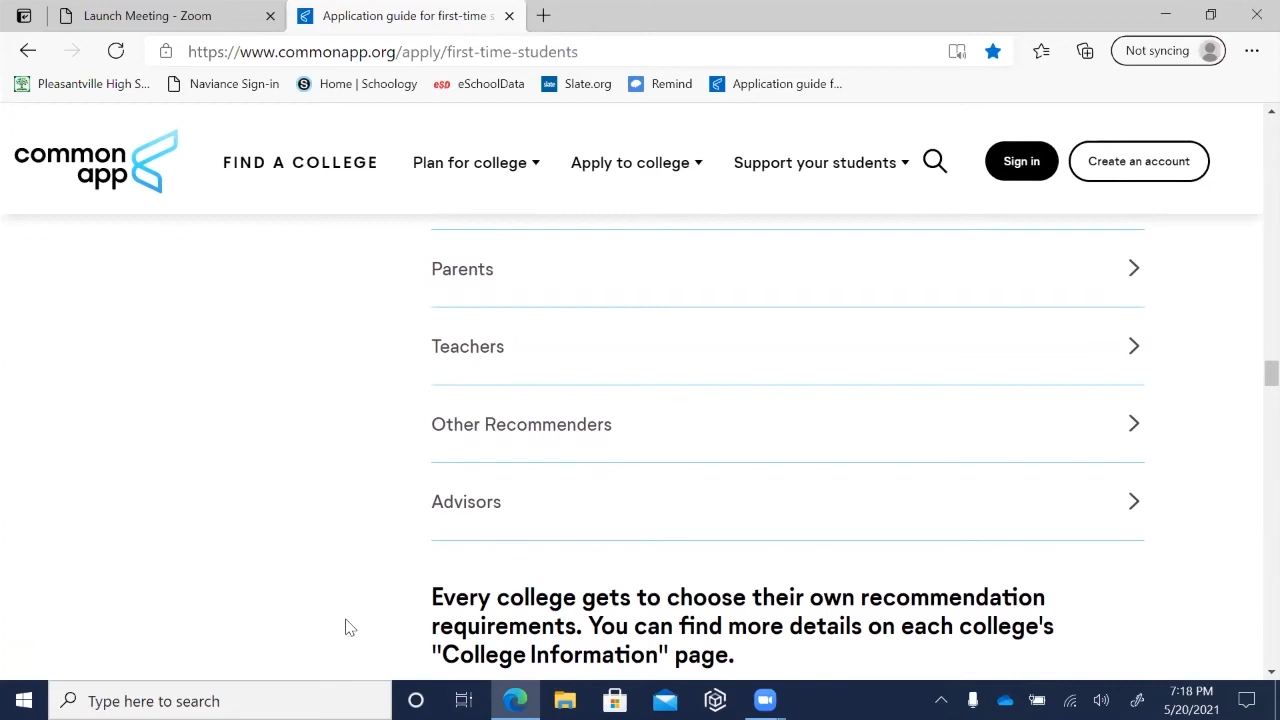 Launch Meeting - Zoom
Application guide for first-time s
https://www.commonapp.org/apply/first-time-students
Not syncing
Pleasantville High S...
Naviance Sign-in
S
Home | Schoology
eSD
eSchoolData
slate
Slate.org
Remind
Application guide f...
common
app
FIND A COLLEGE
Plan for college
Apply to college
Support your students
Sign in
Create an account
Parents
Teachers
Other Recommenders
Advisors
Every college gets to choose their own recommendation
requirements. You can find more details on each college's
"College Information" page.
Type here to search
7:18 PM
5/20/2021